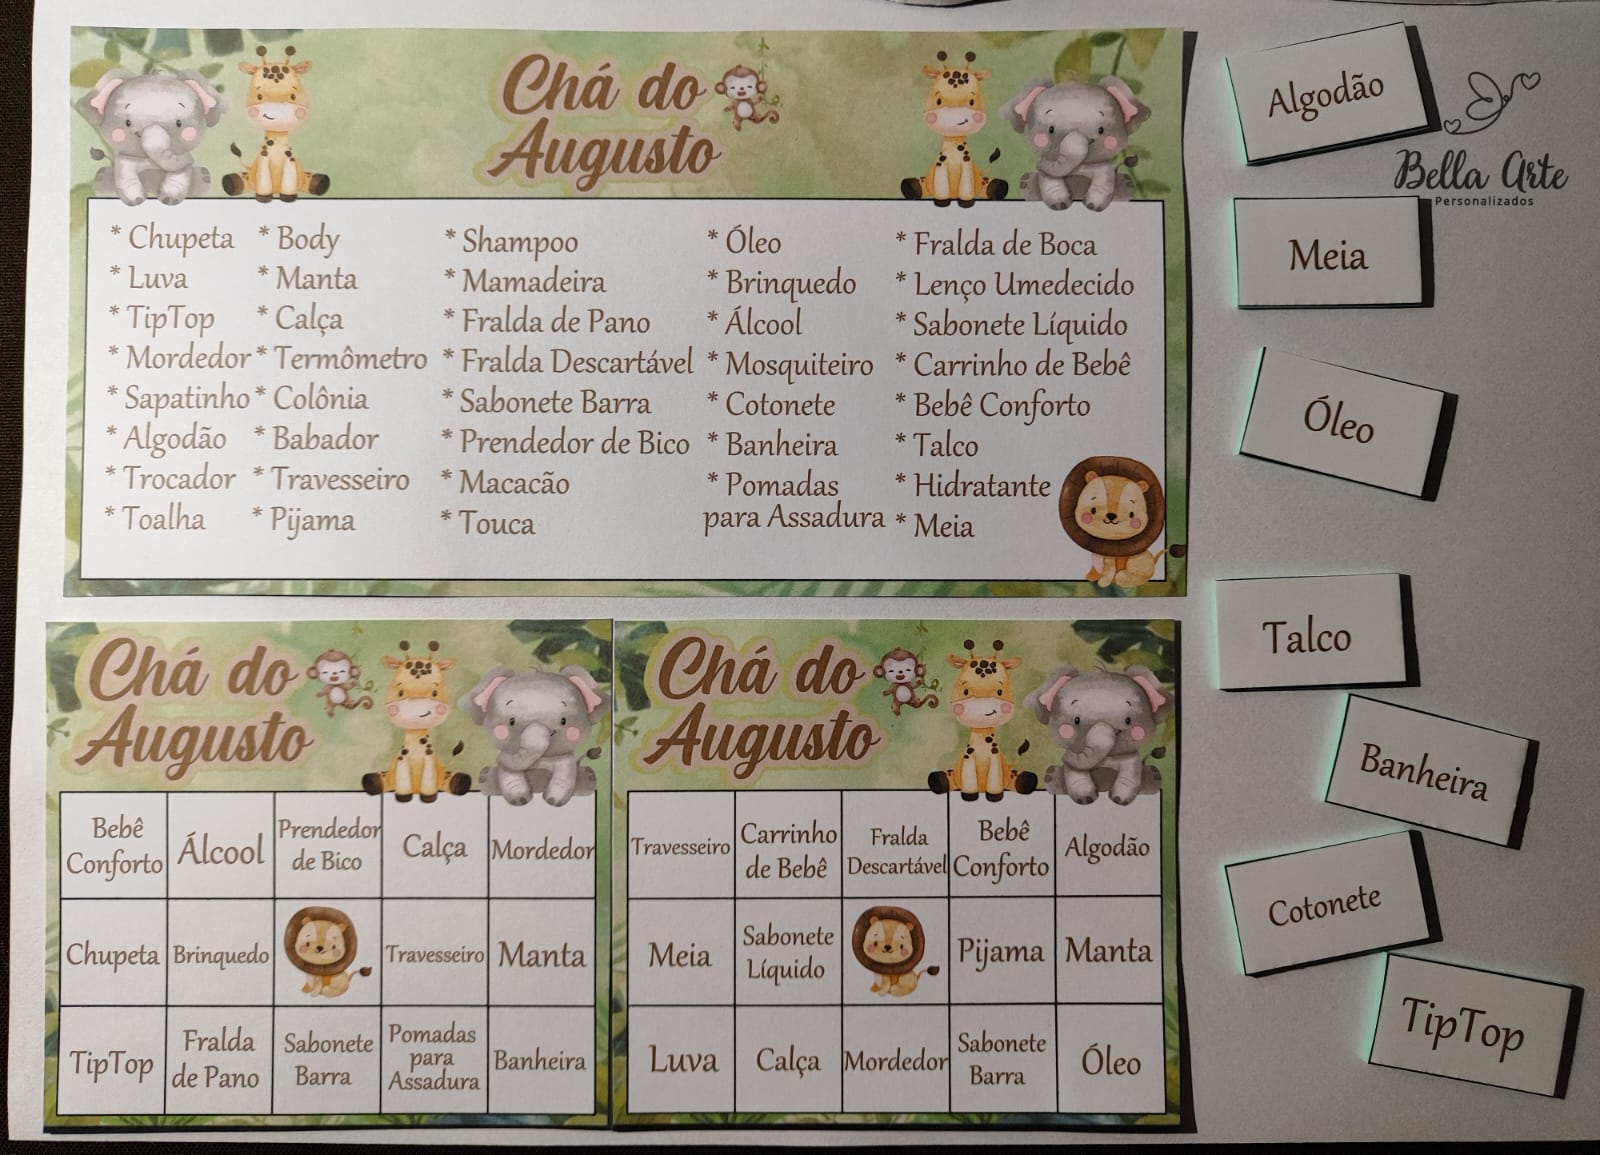 Chá do
Augusto
* Chupeta
* Luva
* TipTop
* Mordedor
* Sapatinho
* Algodão
* Trocador
* Toalha
* Body
* Manta
* Calça
* Termômetro
* Colônia
* Babador
* Travesseiro
* Pijama
* Shampoo
* Mamadeira
* Fralda de Pano
* Fralda Descartável
* Sabonete Barra
* Prendedor de Bico
* Macacão
* Touca
* Óleo
* Brinquedo
* Álcool
* Mosquiteiro
* Cotonete
* Banheira
* Pomadas
para Assadura
* Fralda de Boca
* Lenço Umedecido
* Sabonete Líquido
* Carrinho de Bebê
* Bebê Conforto
* Talco
* Hidratante
* Meia
Chá do
Augusto
Bebê
Conforto
Álcool
Prendedor
de Bico
Calça
Mordedor
Chupeta
Brinquedo
Travesseiro
Manta
TipTop
Fralda
de Pano
Sabonete
Barra
Pomadas
para
Assadura
Banheira
Chá do
Augusto
Travesseiro
Carrinho
de Bebê
Fralda
Descartável
Bebê
Conforto
Algodão
Meia
Sabonete
Líquido
Pijama
Manta
Luva
Calça
Mordedor
Sabonete
Barra
Óleo
Algodão
Bella Arte
Personalizados
Meia
Óleo
Talco
Banheira
Cotonete
TipTop